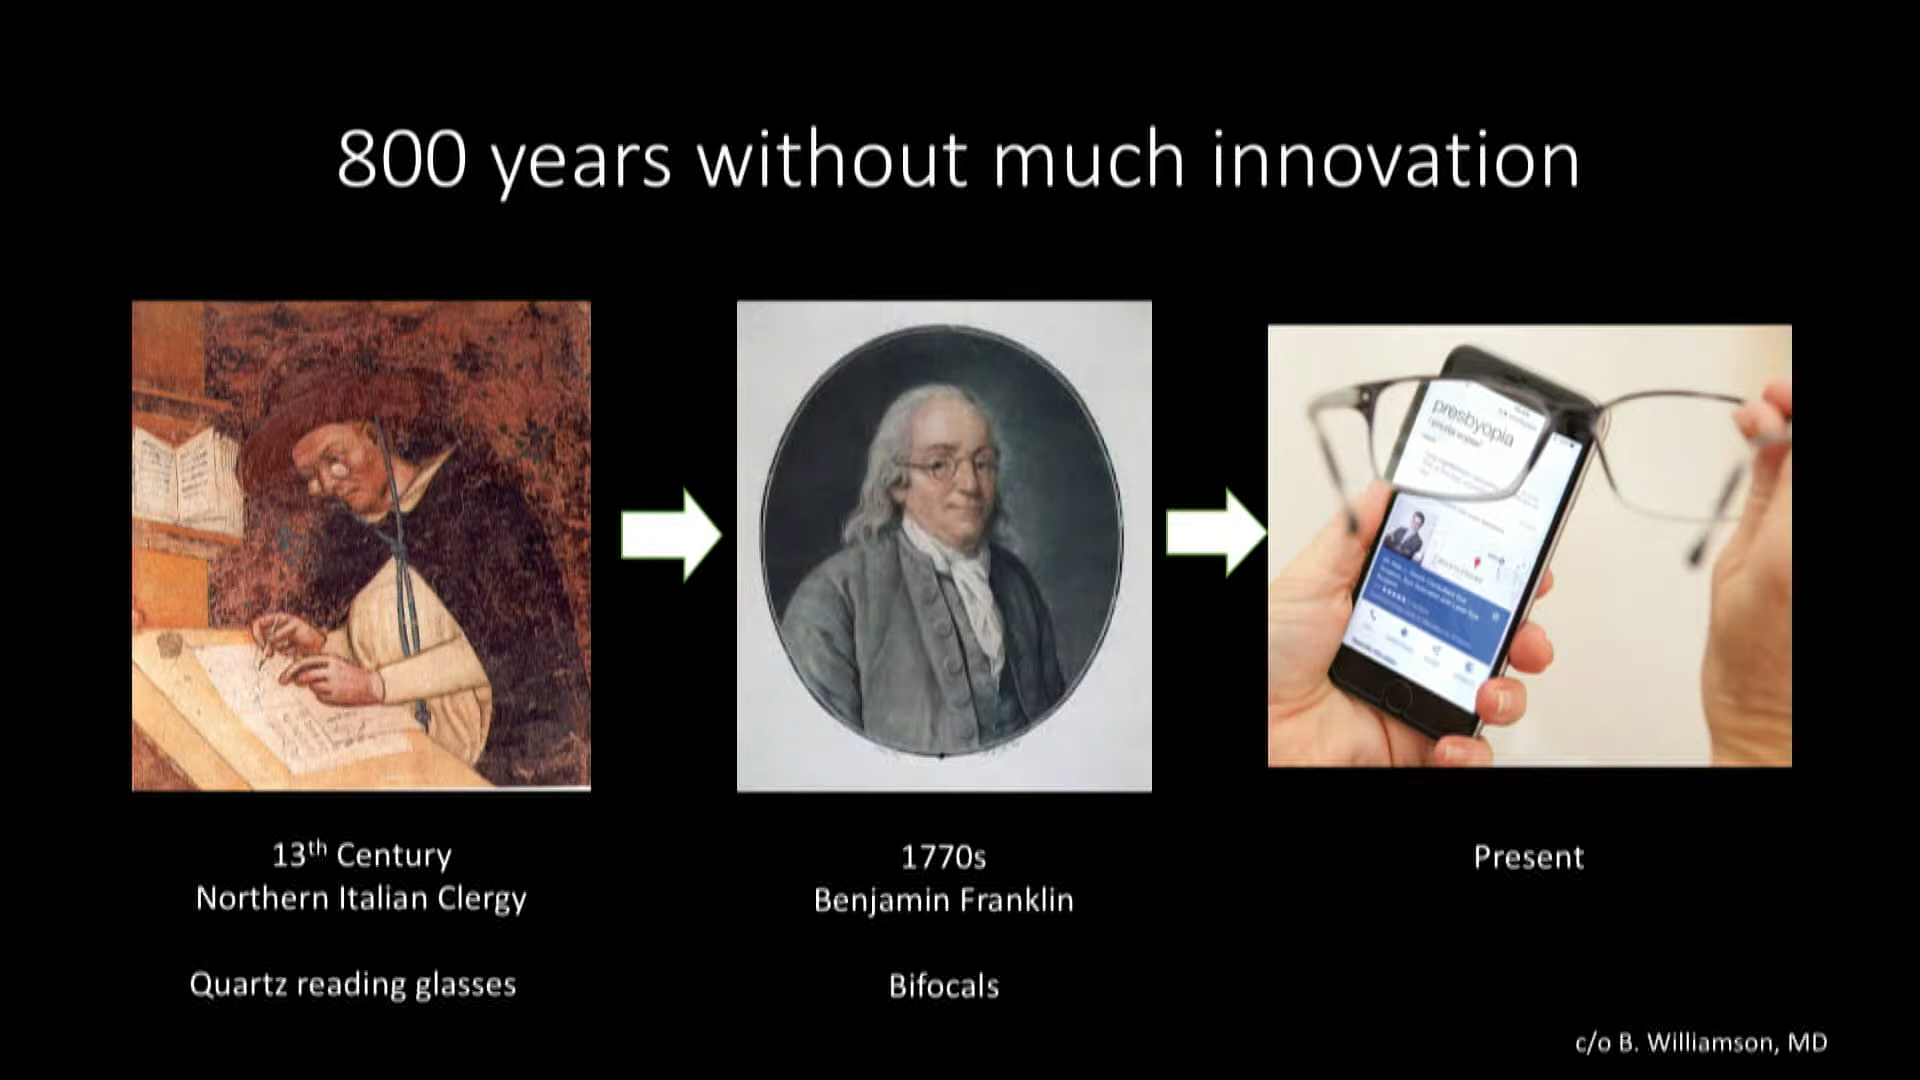 800 years without much innovation
presbyopia
13th Century
Northern Italian Clergy
Quartz reading glasses
1770s
Benjamin Franklin
Bifocals
Present
c/o B. Williamson, MD